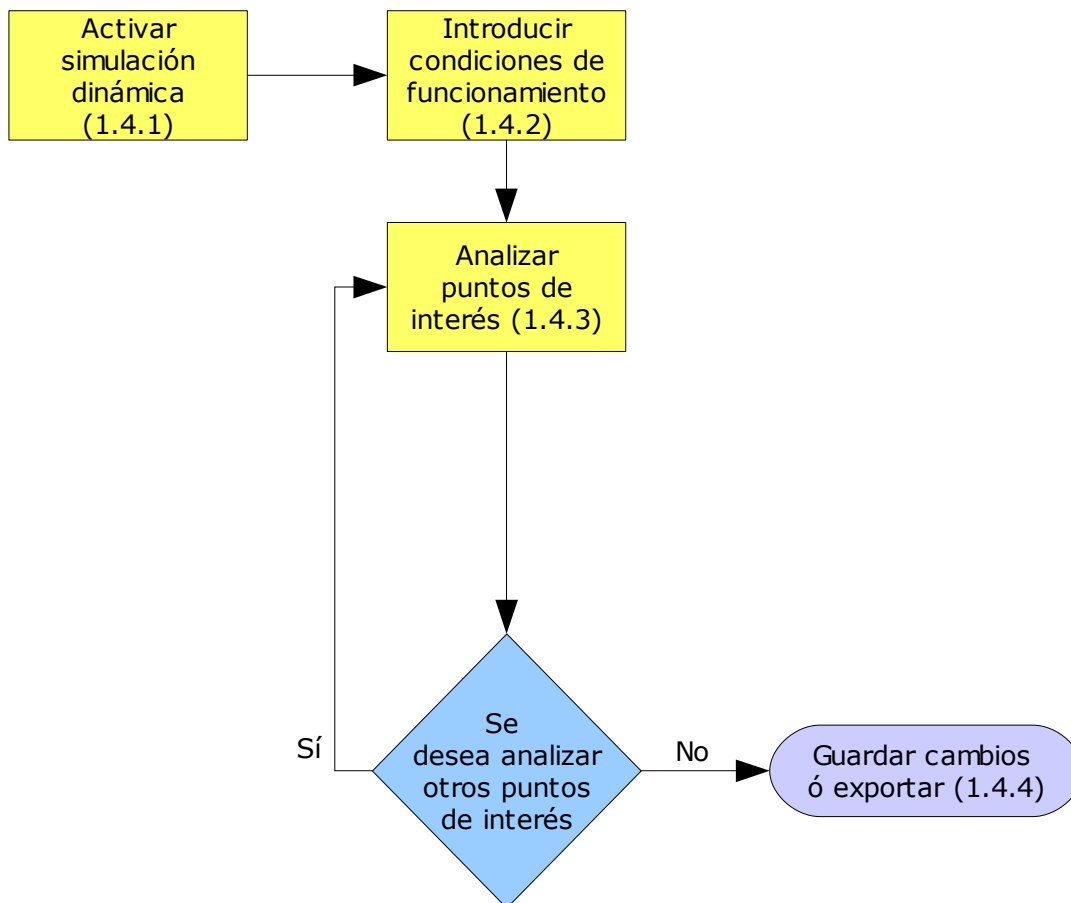 Activar
simulación
dinámica
(1.4.1)
Introducir
condiciones de
funcionamiento
(1.4.2)
Analizar
puntos de
interés (1.4.3)
Se
desea analizar
otros puntos
de interés
Sí
No
Guardar cambios
ó exportar (1.4.4)